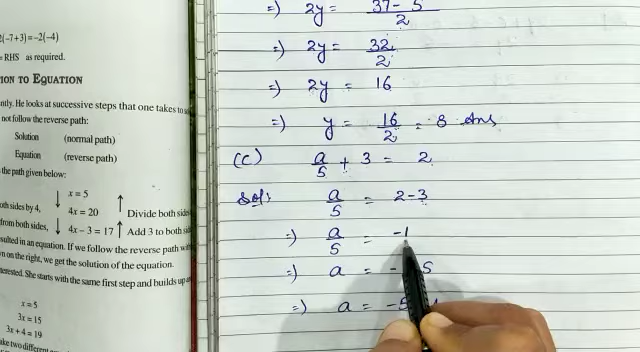 2(-7+3)=-2(-4)
= RHS as required.
ION TO EQUATION
ntly. He looks at successive steps that one takes to
not follow the reverse path:
Solution (normal path)
Equation (reverse path)
the path given below:
x = 5
oth sides by 4, 4x = 20 Divide both sides
from both sides, 4x − 3 = 17 Add 3 to both
sulted in an equation. If we follow the reverse path
n on the right, we get the solution of the equation.
terested. She starts with the same first step and builds up
x = 5
3x = 15
3x + 4 = 19
ake two different
=) 2y = 37 - 5 / 2
=) 2y = 32/2
=) 2y = 16
=) y = 16/2 = 8 Ans
(C) a/5 + 3 = 2
Sol: a/5 = 2-3
=) a/5 = -1
=) a = - 5
=) a = -5